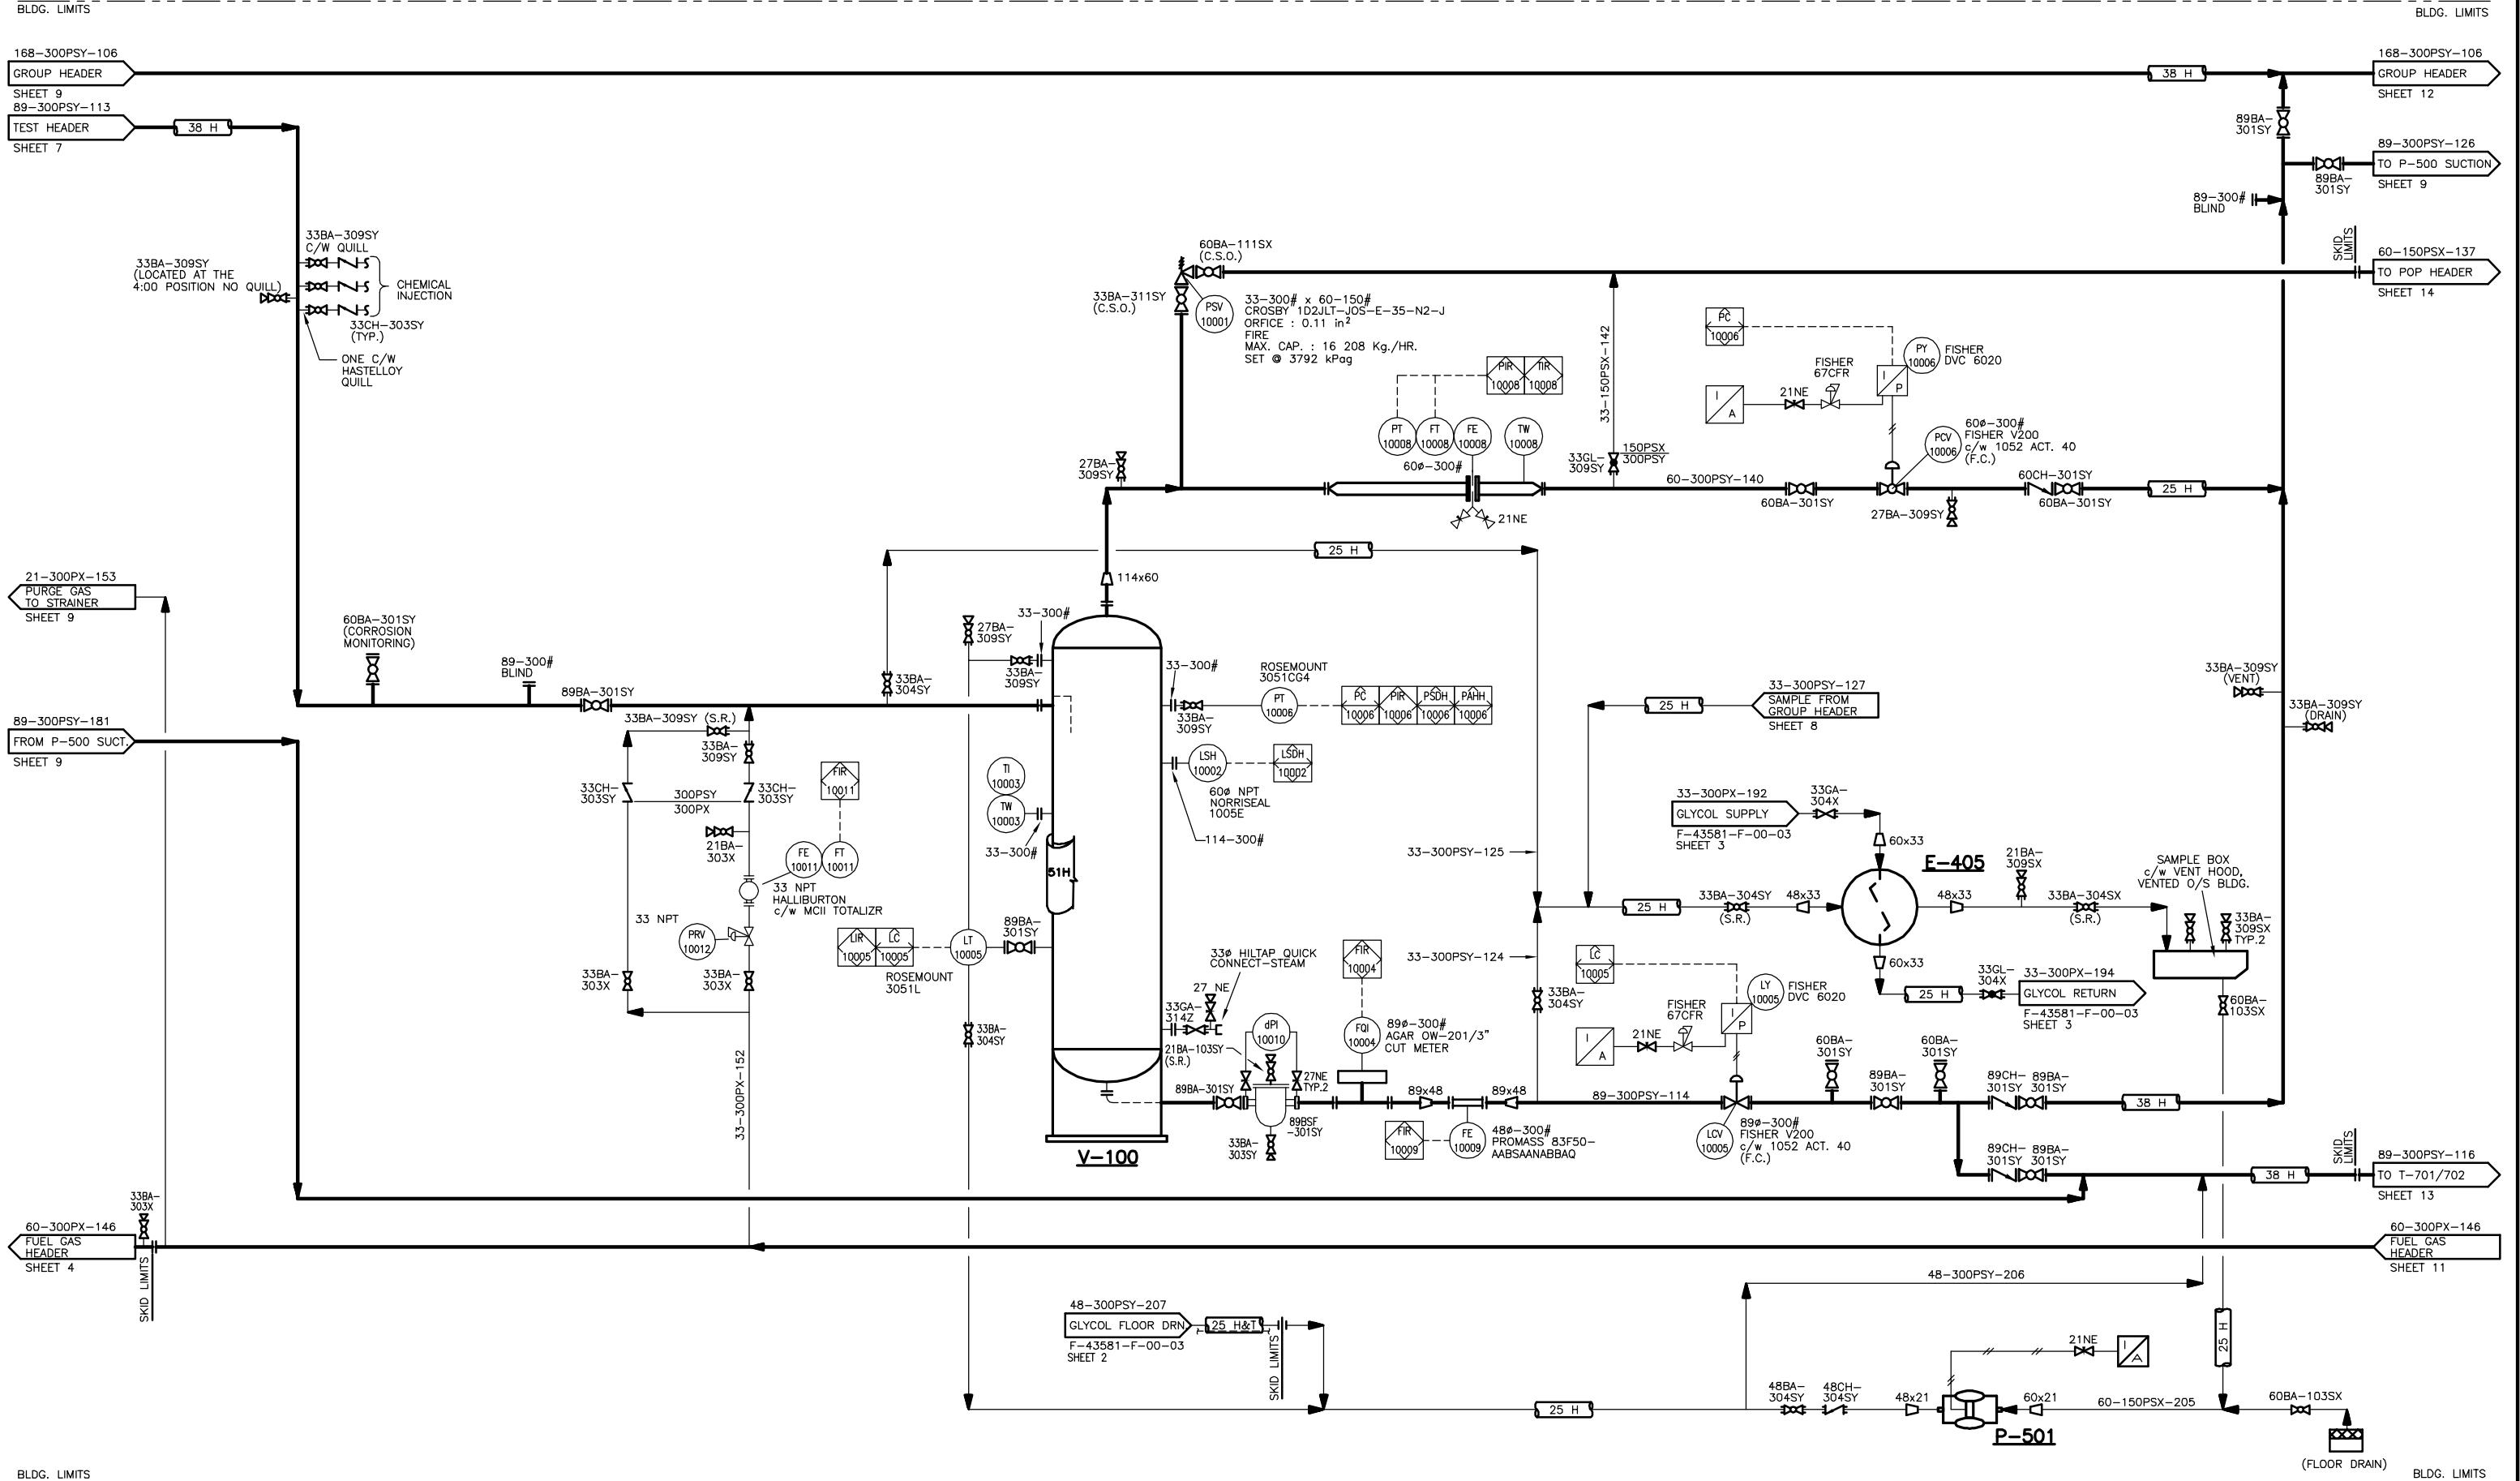 BLDG. LIMITS
BLDG. LIMITS
168-300PSY-106
GROUP HEADER
SHEET 9
38 H
168-300PSY-106
GROUP HEADER
SHEET 12
89-300PSY-113
TEST HEADER
SHEET 7
38 H
89BA-
301SY
89-300PSY-126
TO P-500 SUCTION
SHEET 9
89BA-
301SY
89-300#
BLIND
33BA-309SY
C/W QUILL
33BA-309SY
(LOCATED AT THE
4:00 POSITION NO QUILL)
CHEMICAL
INJECTION
33CH-303SY
(TYP.)
ONE C/W
HASTELLOY
QUILL
60BA-111SX
(C.S.O.)
33BA-311SY
(C.S.O.)
PSV
10001
33-300# x 60-150#
CROSBY 1D2JLT-JOS-E-35-N2-J
ORFICE : 0.11 in²
FIRE
MAX. CAP. : 16 208 Kg./HR.
SET @ 3792 kPag
SKID
LIMITS
60-150PSX-137
TO POP HEADER
SHEET 14
33-150PSX-142
PC
10006
PY
10006
FISHER
DVC 6020
I
P
FISHER
67CFR
21NE
I
A
PIR
10008
TIR
10008
PT
10008
FT
10008
FE
10008
TW
10008
60ø-300#
21NE
33GL-
309SY
150PSX
300PSY
60-300PSY-140
PCV
10006
60ø-300#
FISHER V200
c/w 1052 ACT. 40
(F.C.)
60BA-301SY
27BA-309SY
60CH-301SY
60BA-301SY
25 H
27BA-
309SY
25 H
114x60
21-300PX-153
PURGE GAS
TO STRAINER
SHEET 9
60BA-301SY
(CORROSION
MONITORING)
89-300#
BLIND
89BA-301SY
33BA-
304SY
27BA-
309SY
33-300#
33BA-
309SY
33-300#
33BA-
309SY
ROSEMOUNT
3051CG4
PT
10006
PC
10006
PIR
10006
PSDH
10006
PAHH
10006
33-300PSY-127
SAMPLE FROM
GROUP HEADER
SHEET 8
25 H
33BA-309SY
(VENT)
33BA-309SY
(DRAIN)
89-300PSY-181
FROM P-500 SUCT.
SHEET 9
33BA-309SY (S.R.)
33BA-
309SY
33CH-
303SY
300PSY
300PX
33CH-
303SY
FIR
10011
21BA-
303X
FE
10011
FT
10011
33 NPT
HALLIBURTON
c/w MCII TOTALIZR
33 NPT
PRV
10012
33BA-
303X
33BA-
303X
33-300PX-152
LSH
10002
LSDH
10002
60ø NPT
NORRISEAL
1005E
114-300#
TI
10003
TW
10003
33-300#
51H
LIR
10005
LC
10005
LT
10005
ROSEMOUNT
3051L
89BA-
301SY
33BA-
304SY
33ø HILTAP QUICK
CONNECT-STEAM
27 NE
33GA-
314Z
V-100
21BA-103SY
(S.R.)
dPI
10010
27NE
TYP.2
89BA-301SY
89BSF
-301SY
33BA-
303SY
FIR
10004
FQI
10004
89ø-300#
AGAR OW-201/3"
CUT METER
89x48
89x48
FIR
10009
FE
10009
48ø-300#
PROMASS 83F50-
AABSAANABBAQ
33-300PSY-125
33-300PSY-124
33BA-
304SY
33-300PX-192
GLYCOL SUPPLY
F-43581-F-00-03
SHEET 3
33GA-
304X
60x33
E-405
25 H
33BA-304SY
(S.R.)
48x33
48x33
21BA-
309SX
33BA-304SX
(S.R.)
SAMPLE BOX
c/w VENT HOOD,
VENTED O/S BLDG.
33BA-
309SX
TYP.2
60x33
25 H
33GL-
304X
33-300PX-194
GLYCOL RETURN
F-43581-F-00-03
SHEET 3
60BA-
103SX
LC
10005
LY
10005
FISHER
DVC 6020
I
P
FISHER
67CFR
21NE
I
A
89-300PSY-114
LCV
10005
89ø-300#
FISHER V200
c/w 1052 ACT. 40
(F.C.)
60BA-
301SY
60BA-
301SY
89BA-
301SY
89CH-
301SY
89BA-
301SY
38 H
89CH-
301SY
89BA-
301SY
38 H
SKID
LIMITS
89-300PSY-116
TO T-701/702
SHEET 13
33BA-
303X
60-300PX-146
FUEL GAS
HEADER
SHEET 4
SKID LIMITS
60-300PX-146
FUEL GAS
HEADER
SHEET 11
48-300PSY-206
48-300PSY-207
GLYCOL FLOOR DRN
F-43581-F-00-03
SHEET 2
25 H&T
SKID LIMITS
25 H
21NE
I
A
25 H
48BA-
304SY
48CH-
304SY
48x21
60x21
P-501
60-150PSX-205
60BA-103SX
(FLOOR DRAIN)
BLDG. LIMITS
BLDG. LIMITS